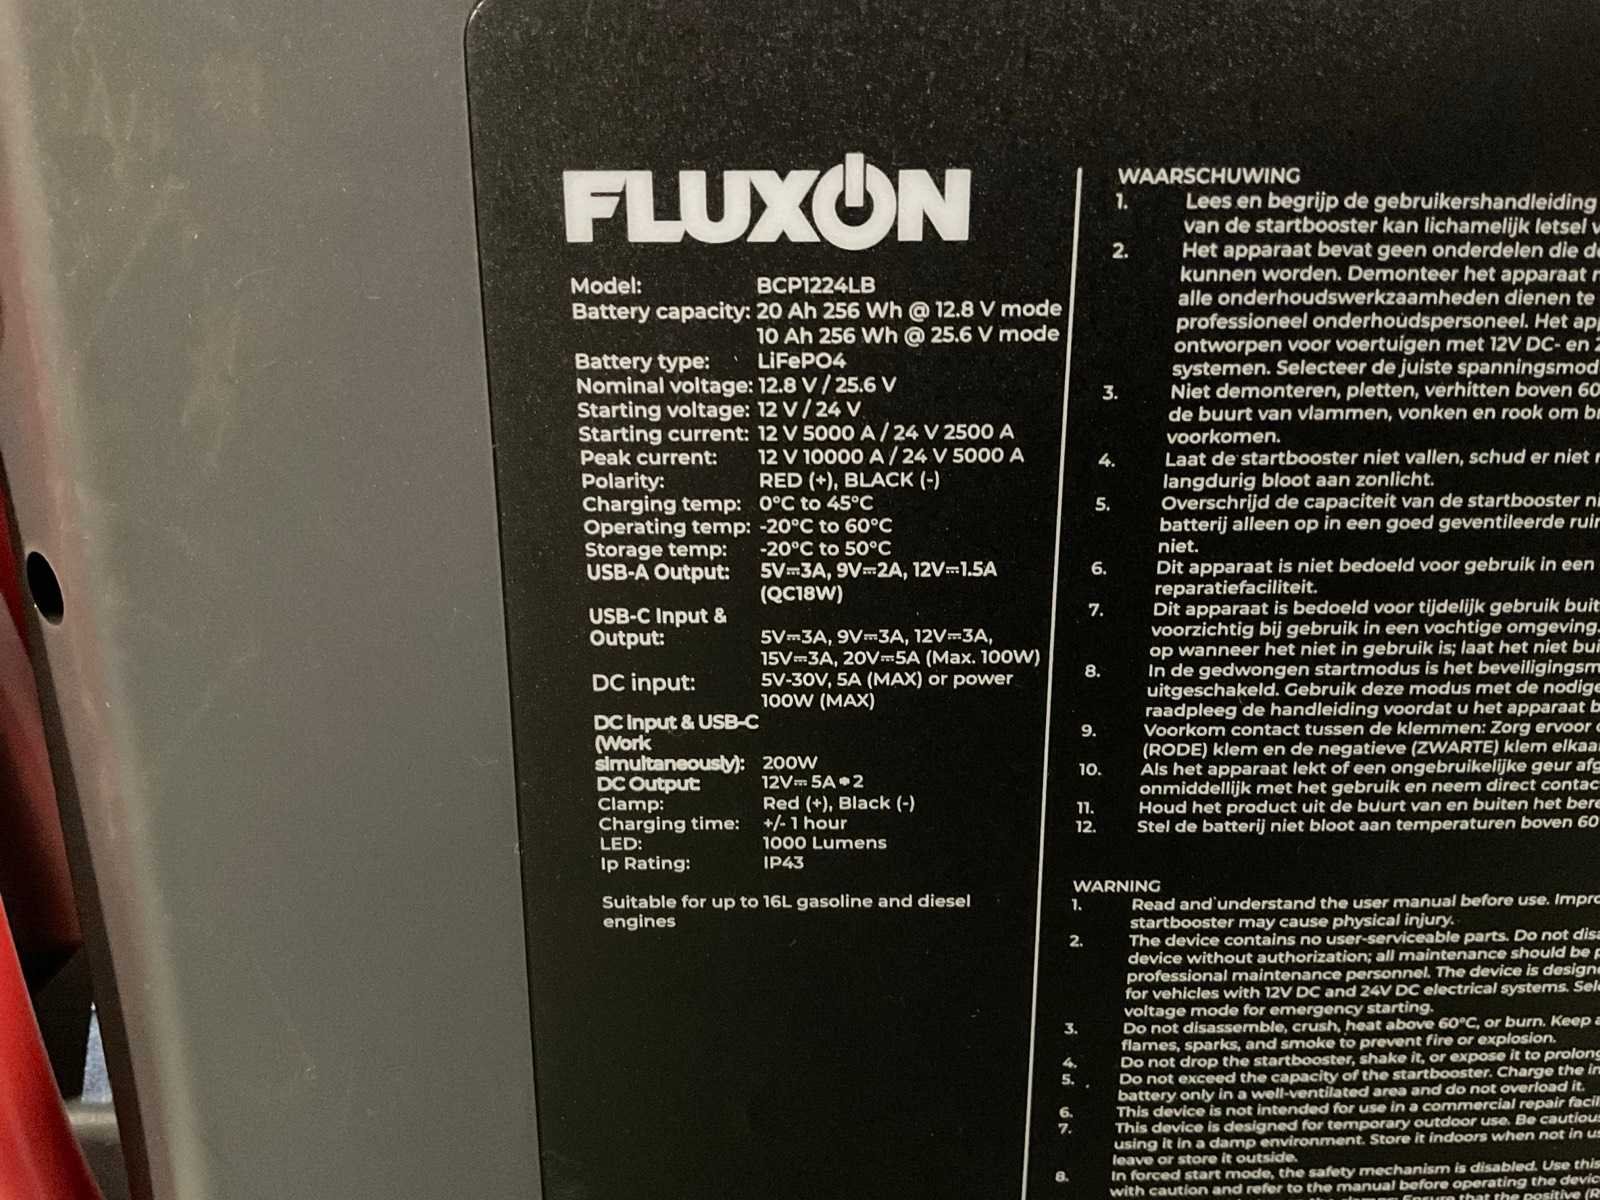 FLUXON
Model: BCP1224LB
Battery capacity: 20 Ah 256 Wh @ 12.8 V mode
10 Ah 256 Wh @ 25.6 V mode
Battery type: LiFePO4
Nominal voltage: 12.8 V / 25.6 V
Starting voltage: 12 V / 24 V
Starting current: 12 V 5000 A / 24 V 2500 A
Peak current: 12 V 10000 A / 24 V 5000 A
Polarity: RED (+), BLACK (-)
Charging temp: 0°C to 45°C
Operating temp: -20°C to 60°C
Storage temp: -20°C to 50°C
USB-A Output: 5V⎓3A, 9V⎓2A, 12V⎓1.5A
(QC18W)
USB-C Input &
Output: 5V⎓3A, 9V⎓3A, 12V⎓3A,
15V⎓3A, 20V⎓5A (Max. 100W)
DC input: 5V-30V, 5A (MAX) or power
100W (MAX)
DC Input & USB-C
(Work
simultaneously): 200W
DC Output: 12V⎓ 5A*2
Clamp: Red (+), Black (-)
Charging time: +/- 1 hour
LED: 1000 Lumens
Ip Rating: IP43
Suitable for up to 16L gasoline and diesel
engines
WAARSCHUWING
1. Lees en begrijp de gebruikershandleiding
van de startbooster kan lichamelijk letsel
2. Het apparaat bevat geen onderdelen die
kunnen worden. Demonteer het apparaat
alle onderhoudswerkzaamheden dienen te
professioneel onderhoudspersoneel. Het
ontworpen voor voertuigen met 12V DC- en
systemen. Selecteer de juiste
3. Niet demonteren, pletten, verhitten boven 60
de buurt van vlammen, vonken en rook om
voorkomen.
4. Laat de startbooster niet vallen, schud er niet
langdurig bloot aan zonlicht.
5. Overschrijd de capaciteit van de startbooster
batterij alleen op in een goed geventileerde
niet.
6. Dit apparaat is niet bedoeld voor gebruik in een
reparatiefaciliteit.
7. Dit apparaat is bedoeld voor tijdelijk gebruik
voorzichtig bij gebruik in een vochtige omgeving.
op wanneer het niet in gebruik is; laat het niet
8. In de gedwongen startmodus is het
uitgeschakeld. Gebruik deze modus met de nodige
raadpleeg de handleiding voordat u het apparaat
9. Voorkom contact tussen de klemmen: Zorg ervoor
(RODE) klem en de negatieve (ZWARTE) klem
10. Als het apparaat lekt of een ongebruikelijke geur
onmiddellijk met het gebruik en neem direct
11. Houd het product uit de buurt van en buiten het
12. Stel de batterij niet bloot aan temperaturen boven 60
WARNING
1. Read and understand the user manual before use.
startbooster may cause physical injury.
2. The device contains no user-serviceable parts. Do not
device without authorization; all maintenance should be
professional maintenance personnel. The device is
for vehicles with 12V DC and 24V DC electrical systems.
voltage mode for emergency starting.
3. Do not disassemble, crush, heat above 60°C, or burn. Keep
flames, sparks, and smoke to prevent fire or explosion.
4. Do not drop the startbooster, shake it, or expose it to
5. Do not exceed the capacity of the startbooster. Charge the
battery only in a well-ventilated area and do not overload it.
6. This device is not intended for use in a commercial repair
7. This device is designed for temporary outdoor use. Be
using it in a damp environment. Store it indoors when not in
leave or store it outside.
8. In forced start mode, the safety mechanism is disabled. Use
with caution and refer to the manual before operating the